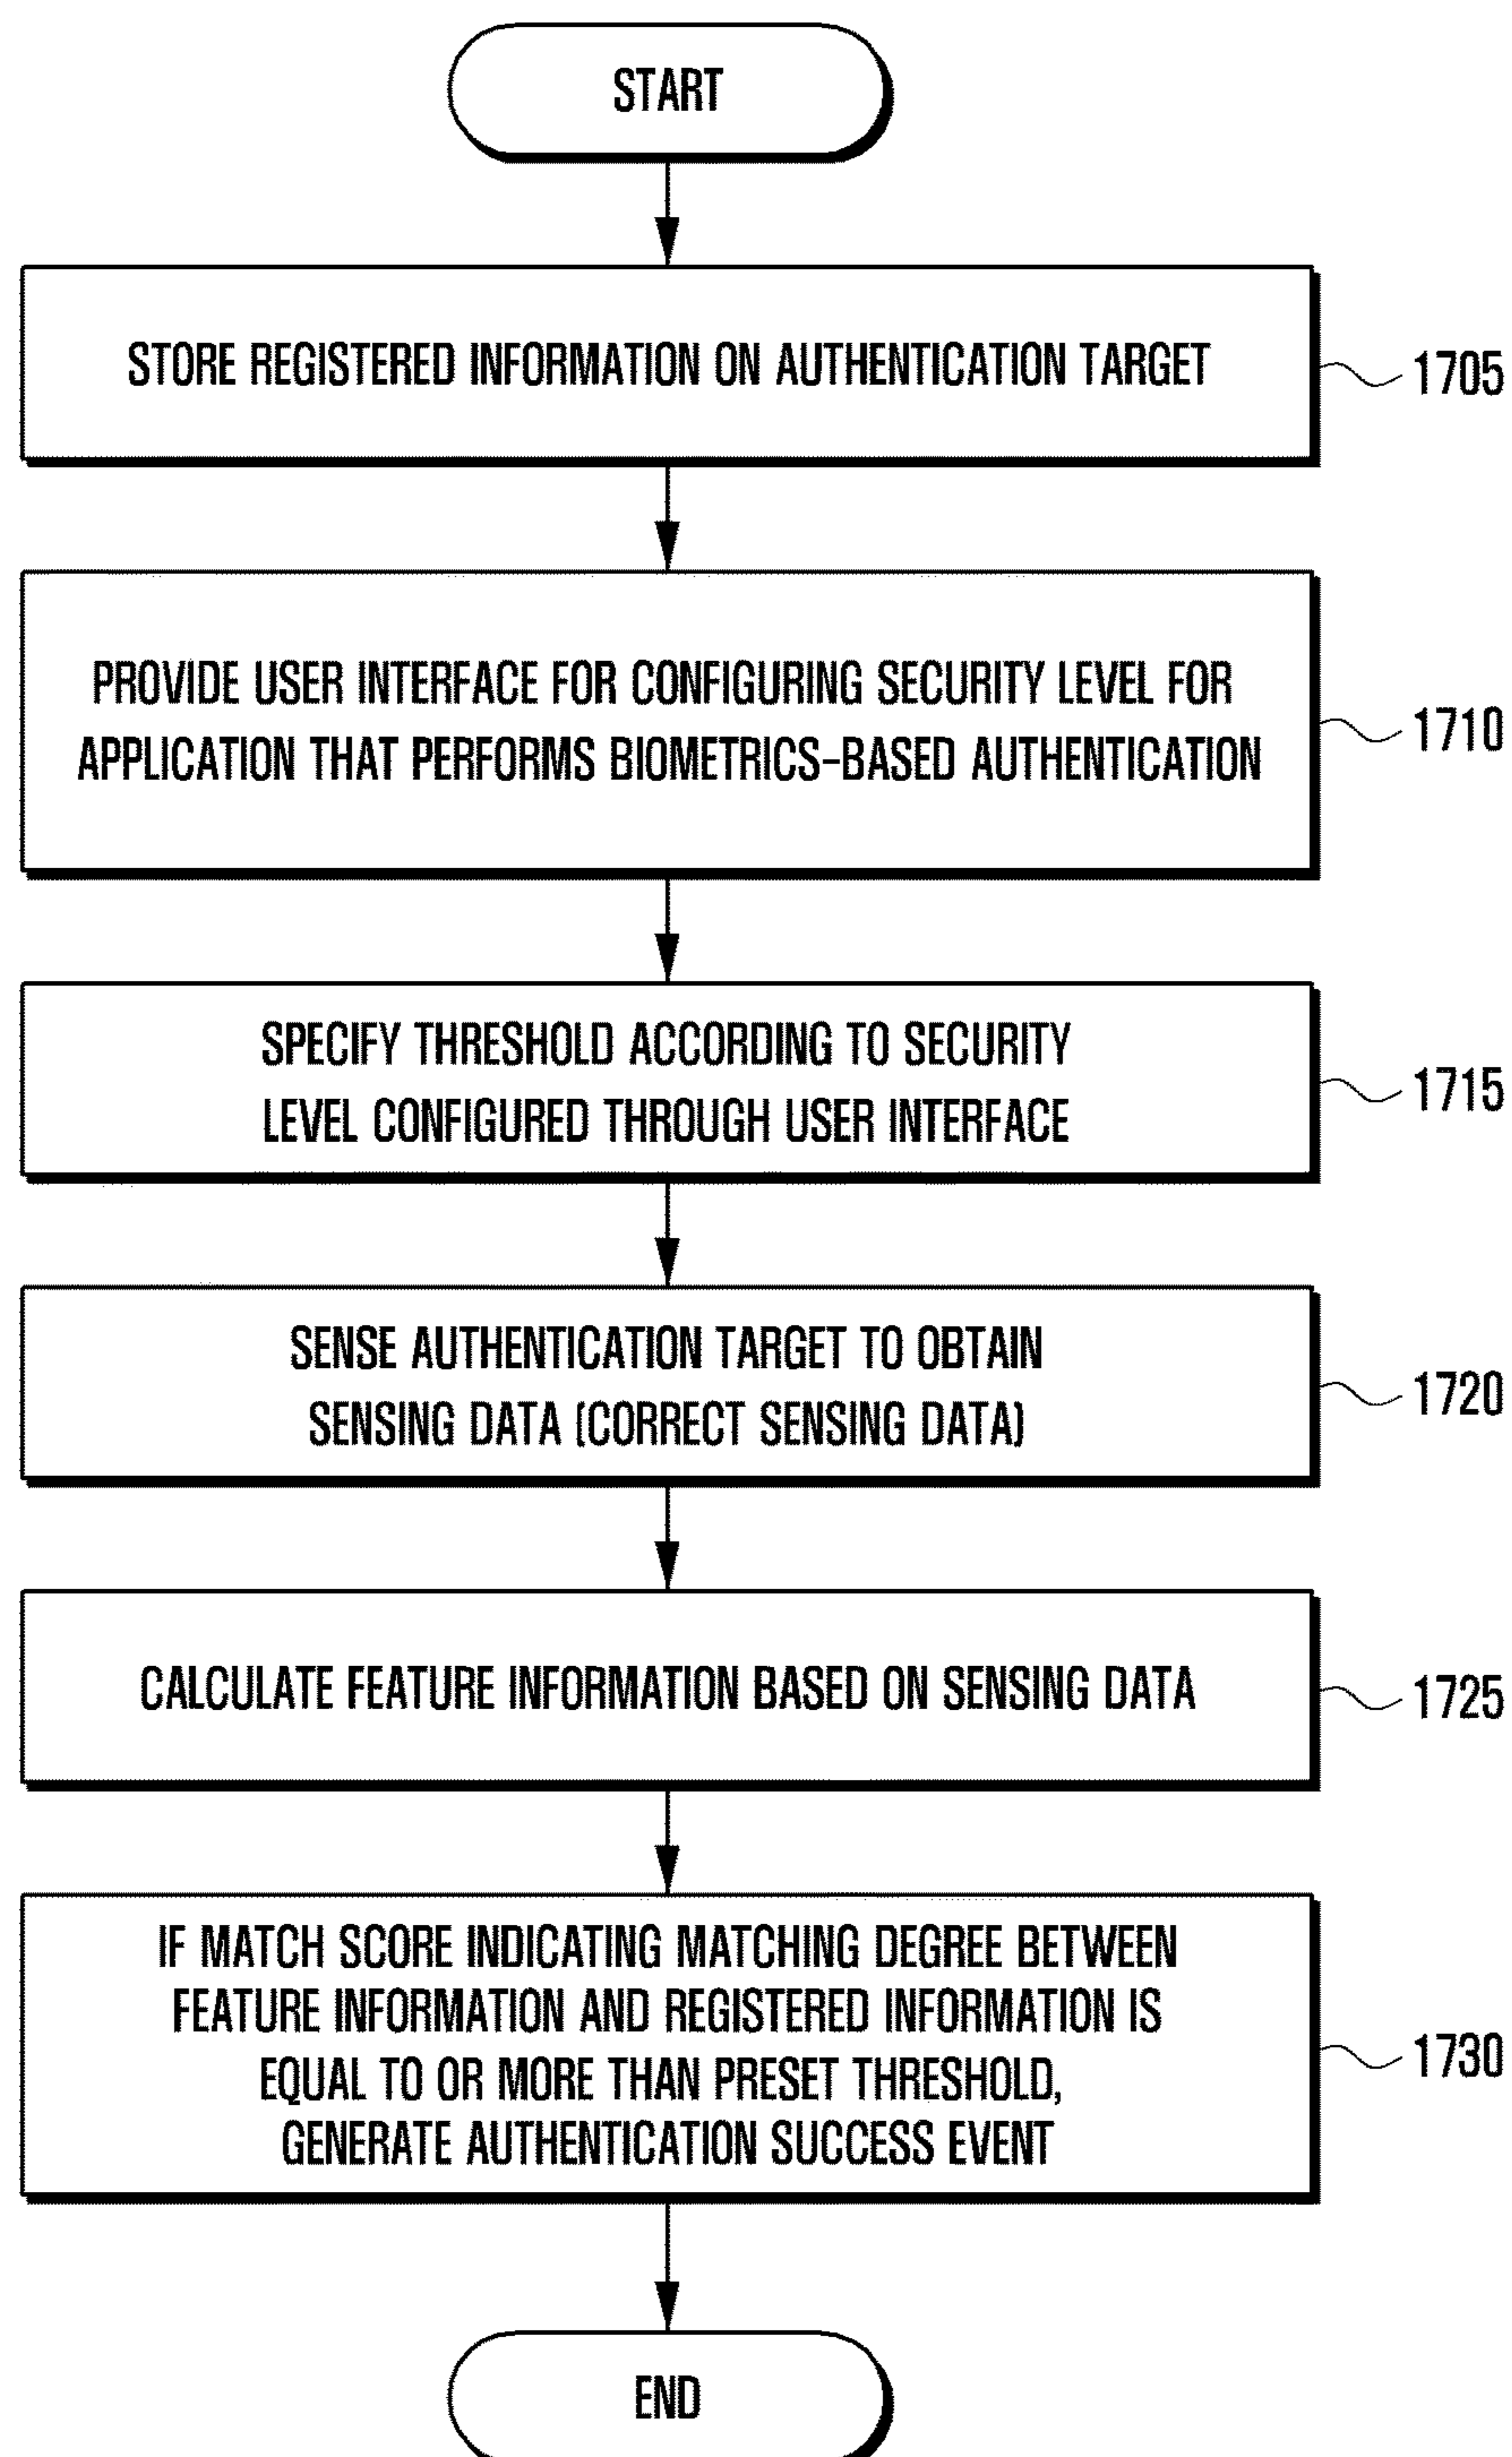 START
STORE REGISTERED INFORMATION ON AUTHENTICATION TARGET
1705
PROVIDE USER INTERFACE FOR CONFIGURING SECURITY LEVEL FOR
APPLICATION THAT PERFORMS BIOMETRICS-BASED AUTHENTICATION
1710
SPECIFY THRESHOLD ACCORDING TO SECURITY
LEVEL CONFIGURED THROUGH USER INTERFACE
1715
SENSE AUTHENTICATION TARGET TO OBTAIN
SENSING DATA (CORRECT SENSING DATA)
1720
CALCULATE FEATURE INFORMATION BASED ON SENSING DATA
1725
IF MATCH SCORE INDICATING MATCHING DEGREE BETWEEN
FEATURE INFORMATION AND REGISTERED INFORMATION IS
EQUAL TO OR MORE THAN PRESET THRESHOLD,
GENERATE AUTHENTICATION SUCCESS EVENT
1730
END